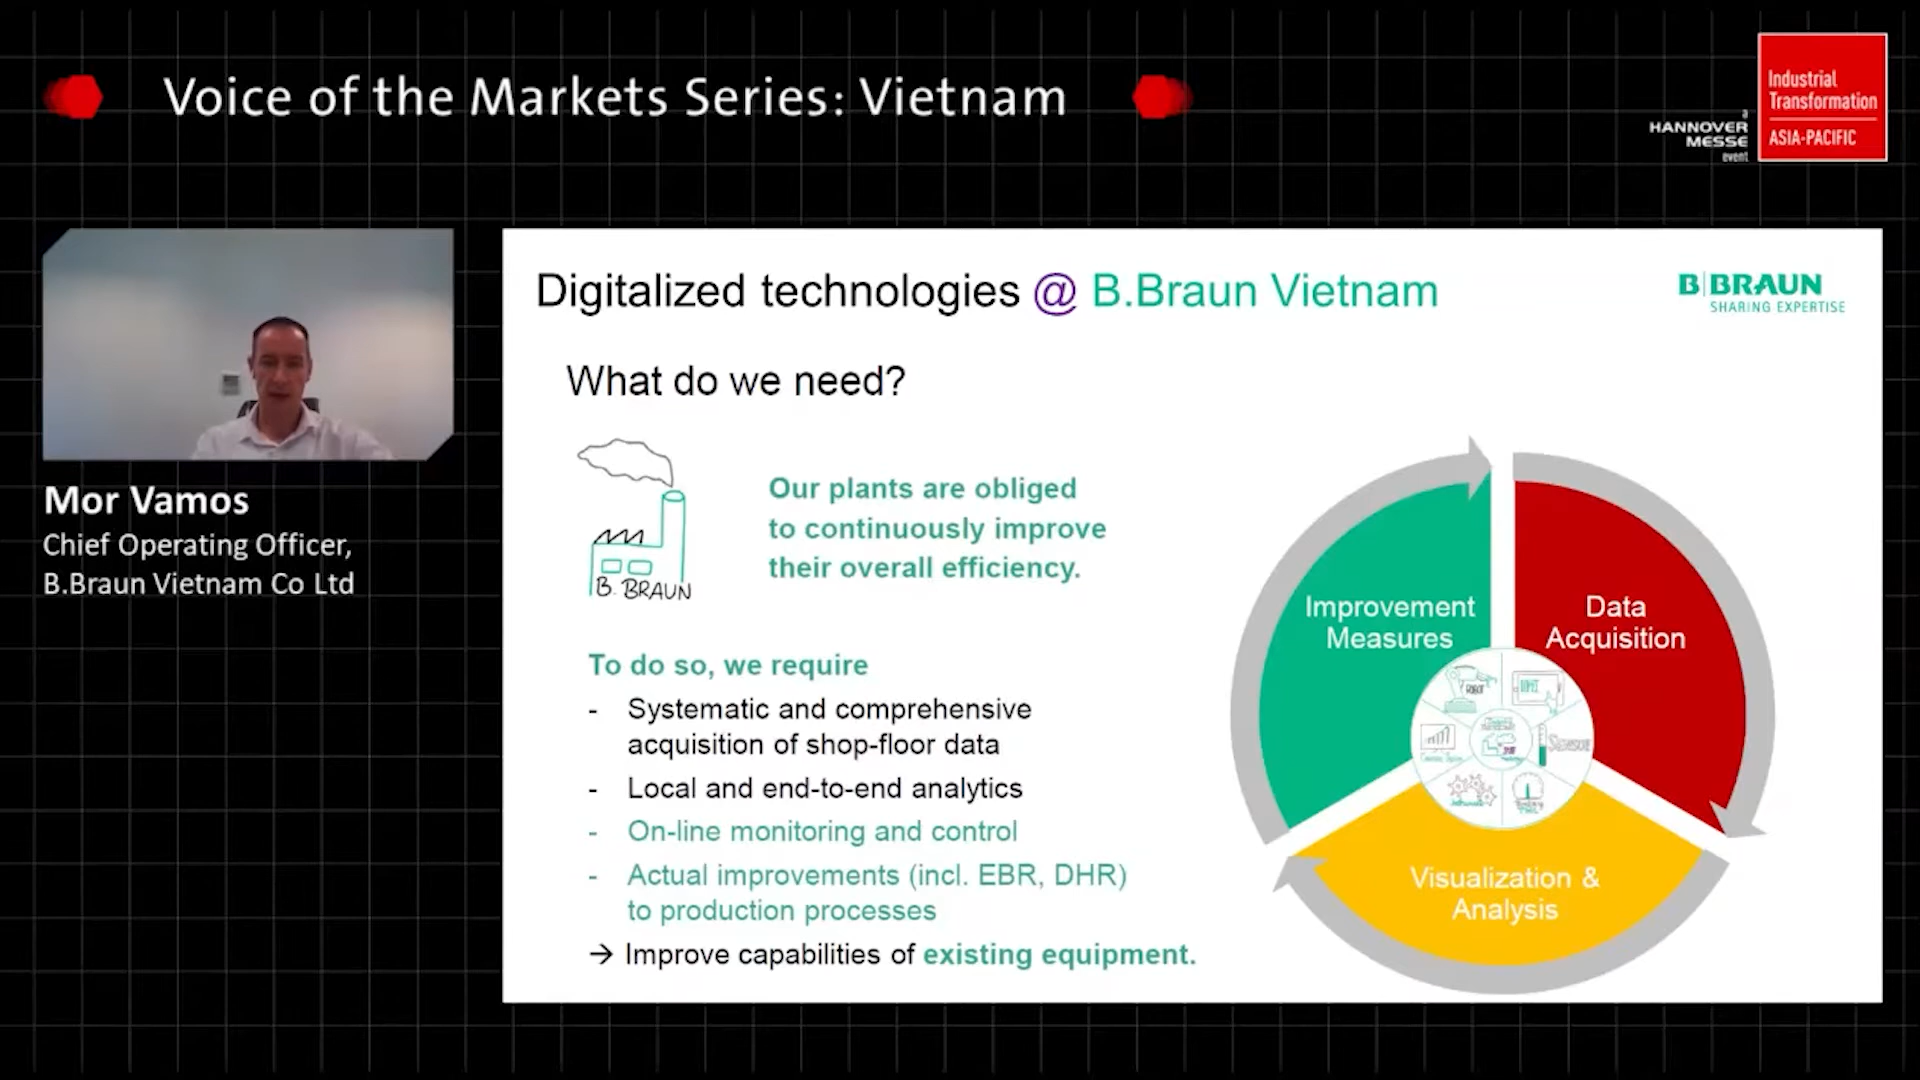 Voice of the Markets Series: Vietnam
a
HANNOVER
MESSE
event
Industrial
Transformation
ASIA-PACIFIC
Mor Vamos
Chief Operating Officer,
B.Braun Vietnam Co Ltd
Digitalized technologies @ B.Braun Vietnam
B|BRAUN
SHARING EXPERTISE
What do we need?
B. BRAUN
Our plants are obliged
to continuously improve
their overall efficiency.
To do so, we require
- Systematic and comprehensive
acquisition of shop-floor data
- Local and end-to-end analytics
- On-line monitoring and control
- Actual improvements (incl. EBR, DHR)
to production processes
→ Improve capabilities of existing equipment.
Improvement
Measures
Data
Acquisition
Visualization &
Analysis